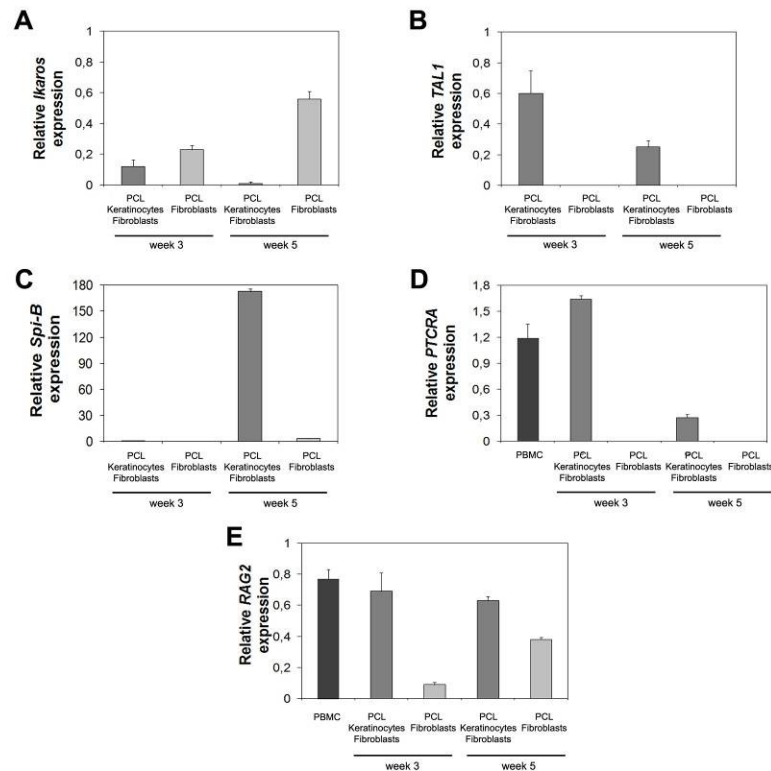 A
Relative Ikaros
expression
1
0,8
0,6
0,4
0,2
0
PCL
Keratinocytes
Fibroblasts
PCL
Fibroblasts
PCL
Keratinocytes
Fibroblasts
PCL
Fibroblasts
week 3
week 5
B
Relative TAL1
expression
1
0,8
0,6
0,4
0,2
0
PCL
Keratinocytes
Fibroblasts
PCL
Fibroblasts
PCL
Keratinocytes
Fibroblasts
PCL
Fibroblasts
week 3
week 5
C
Relative Spi-B
expression
180
150
120
90
60
30
0
PCL
Keratinocytes
Fibroblasts
PCL
Fibroblasts
PCL
Keratinocytes
Fibroblasts
PCL
Fibroblasts
week 3
week 5
D
Relative PTCRA
expression
1,8
1,5
1,2
0,9
0,6
0,3
0
PBMC
PCL
Keratinocytes
Fibroblasts
PCL
Fibroblasts
PCL
Keratinocytes
Fibroblasts
PCL
Fibroblasts
week 3
week 5
E
Relative RAG2
expression
1
0,8
0,6
0,4
0,2
0
PBMC
PCL
Keratinocytes
Fibroblasts
PCL
Fibroblasts
PCL
Keratinocytes
Fibroblasts
PCL
Fibroblasts
week 3
week 5